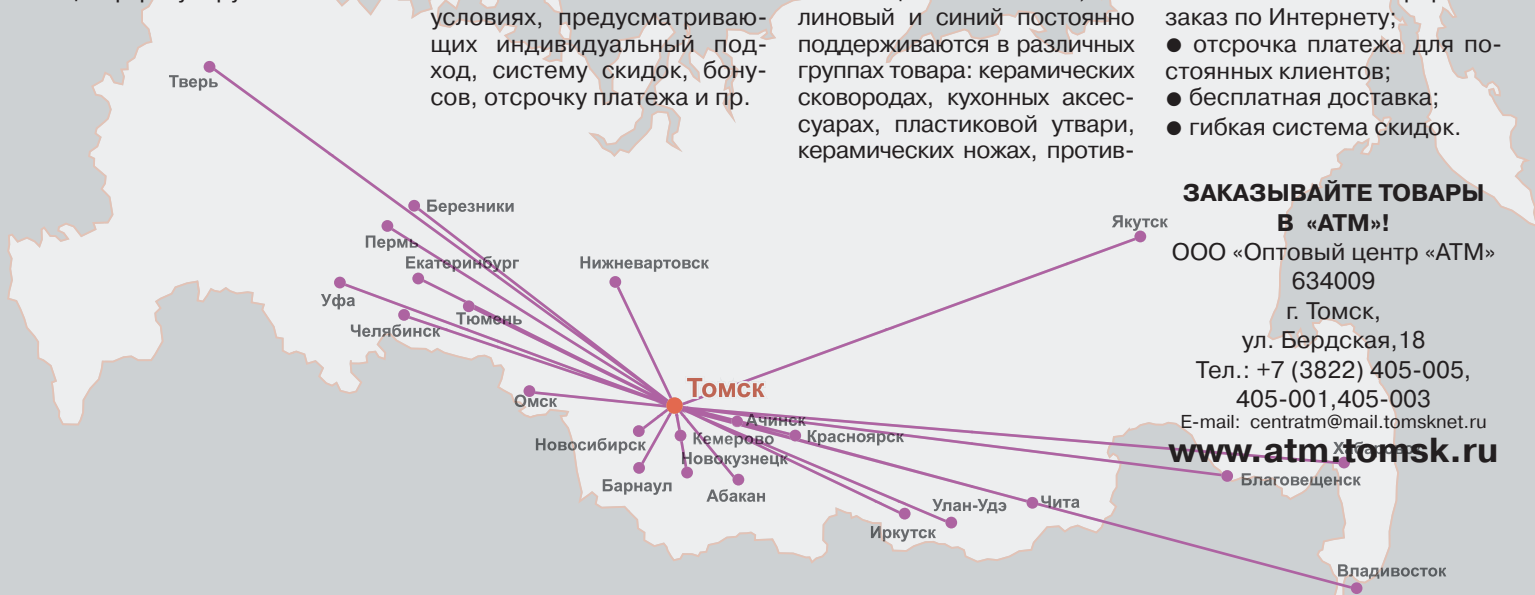 условиях, предусматриваю-
щих индивидуальный под-
ход, систему скидок, бону-
сов, отсрочку платежа и пр.
линовый и синий постоянно
поддерживаются в различных
группах товара: керамических
сковородах, кухонных аксес-
суарах, пластиковой утвари,
керамических ножах, против-
заказ по Интернету;
● отсрочка платежа для по-
стоянных клиентов;
● бесплатная доставка;
● гибкая система скидок.
ЗАКАЗЫВАЙТЕ ТОВАРЫ
В «АТМ»!
ООО «Оптовый центр «АТМ»
634009
г. Томск,
ул. Бердская,18
Тел.: +7 (3822) 405-005,
405-001,405-003
E-mail: centratm@mail.tomsknet.ru
www.atm.tomsk.ru
Тверь
Березники
Пермь
Екатеринбург
Нижневартовск
Якутск
Уфа
Тюмень
Челябинск
Томск
Омск
Ачинск
Новосибирск
Кемерово
Красноярск
Новокузнецк
Хабаровск
Барнаул
Абакан
Благовещенск
Улан-Удэ
Чита
Иркутск
Владивосток